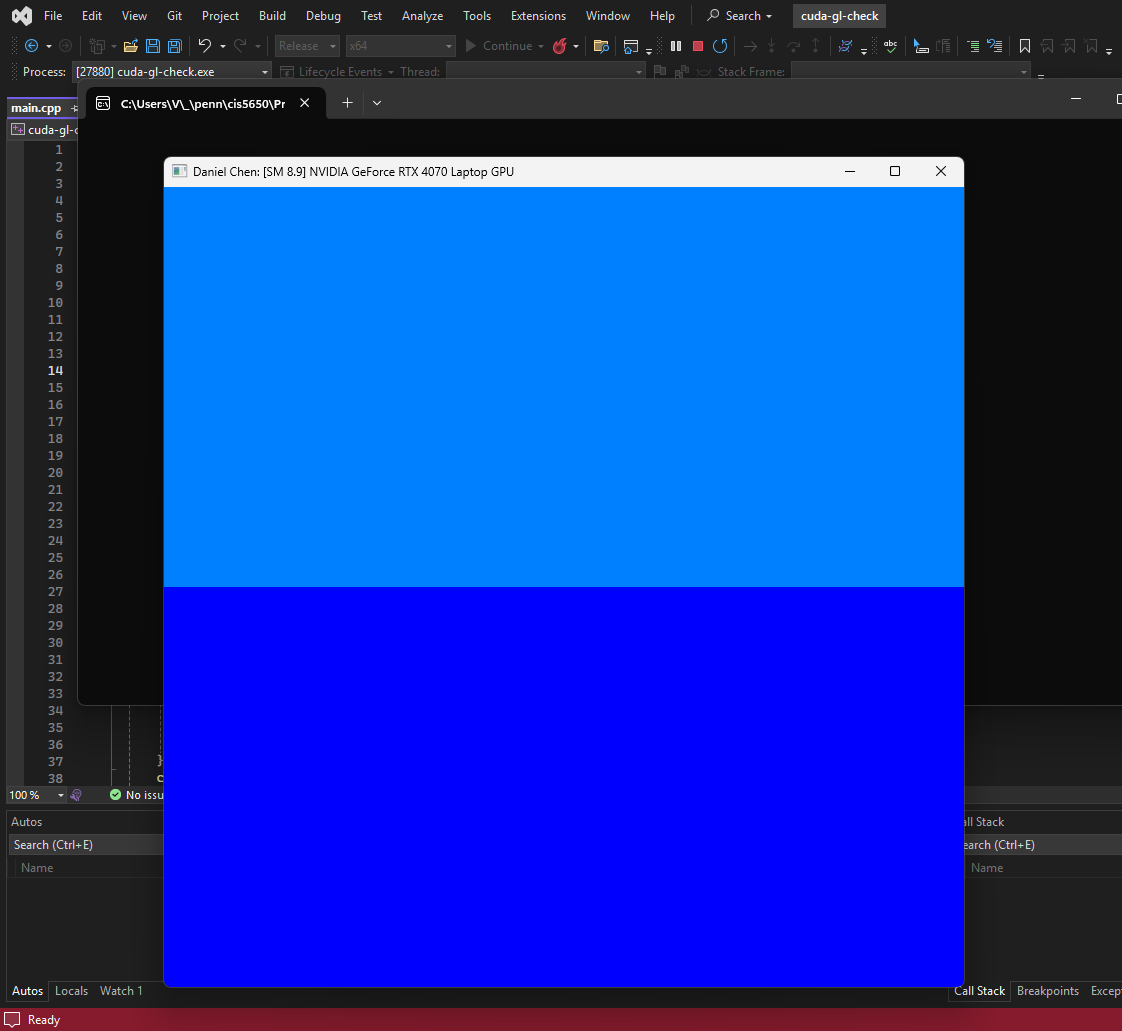 File Edit View Git Project Build Debug Test Analyze Tools Extensions Window Help Search cuda-gl-check
Release x64 Continue
Process: [27880] cuda-gl-check.exe Lifecycle Events Thread: Stack Frame:
C:\Users\V\_\penn\cis5650\Pr
main.cpp
cuda-gl-c
Daniel Chen: [SM 8.9] NVIDIA GeForce RTX 4070 Laptop GPU
1
2
3
4
5
6
7
8
9
10
11
12
13
14
15
16
17
18
19
20
21
22
23
24
25
26
27
28
29
30
31
32
33
34
35
36
37 }
38 c
100 % No issu
Autos
Search (Ctrl+E)
Name
all Stack
earch (Ctrl+E)
Name
Autos Locals Watch 1
Call Stack Breakpoints Excep
Ready